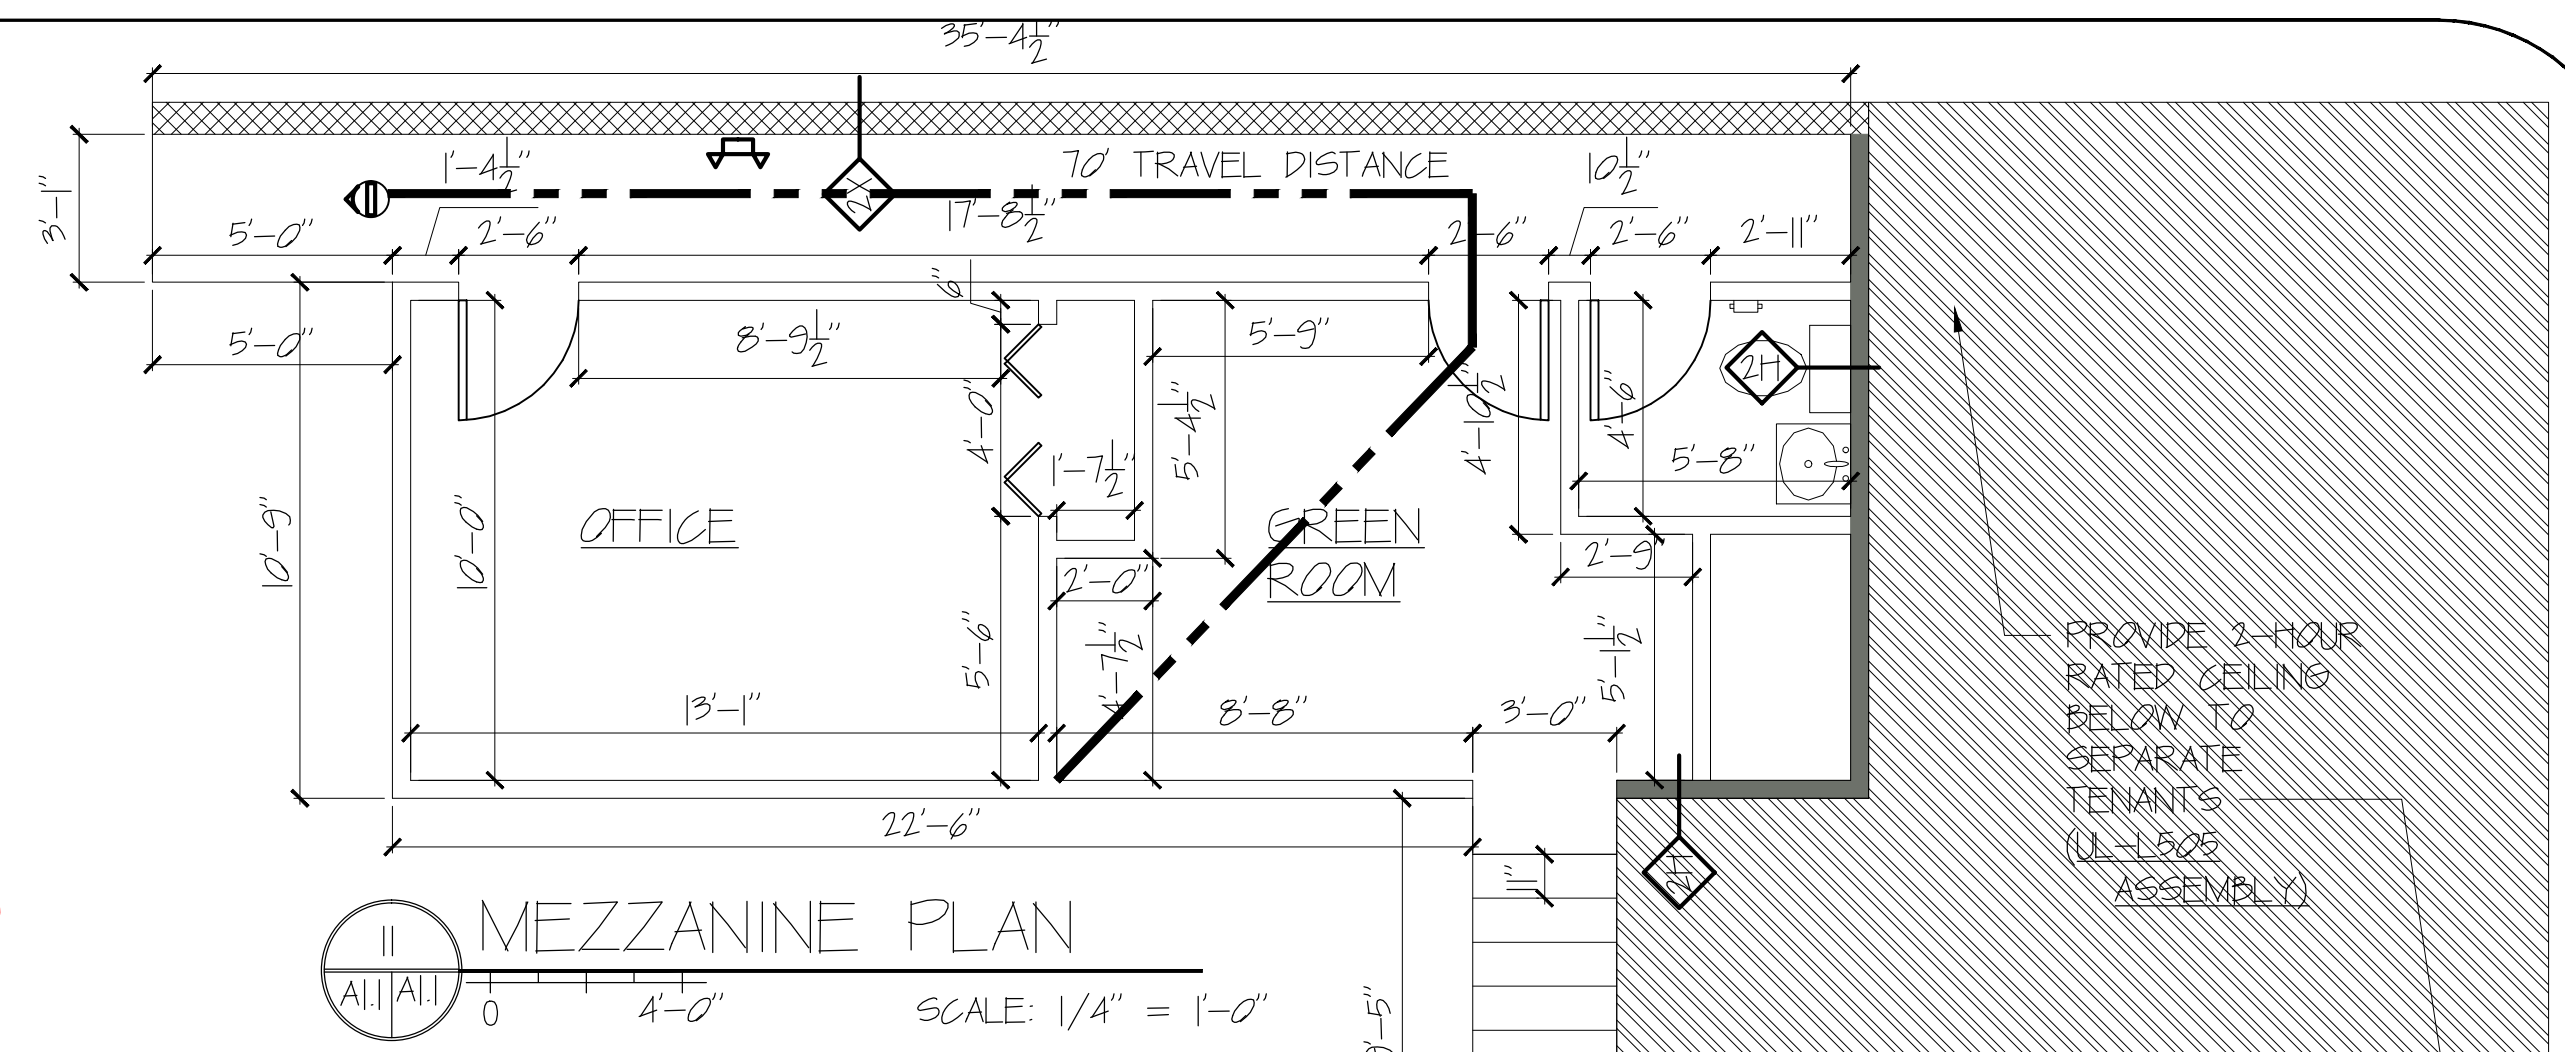 35'-4 1/2"
3'-1"
1'-4 1/2"
70' TRAVEL DISTANCE
10 1/2"
2X
17'-8 1/2"
5'-0"
2'-6"
2'-6"
2'-6"
2'-11"
6"
5'-0"
8'-9 1/2"
5'-9"
2H
4'-0"
5'-4 1/2"
4'-10 1/2"
4'-6"
1'-7 1/2"
5'-8"
10'-9"
10'-0"
OFFICE
GREEN
ROOM
2'-9"
2'-0"
5'-6"
4'-7 1/2"
5'-1 1/2"
13'-1"
8'-8"
3'-0"
PROVIDE 2-HOUR
RATED CEILING
BELOW TO
SEPARATE
TENANTS
(UL-L505
ASSEMBLY)
22'-6"
11"
2H
11
A1.1 A1.1
MEZZANINE PLAN
0 4'-0" SCALE: 1/4" = 1'-0"